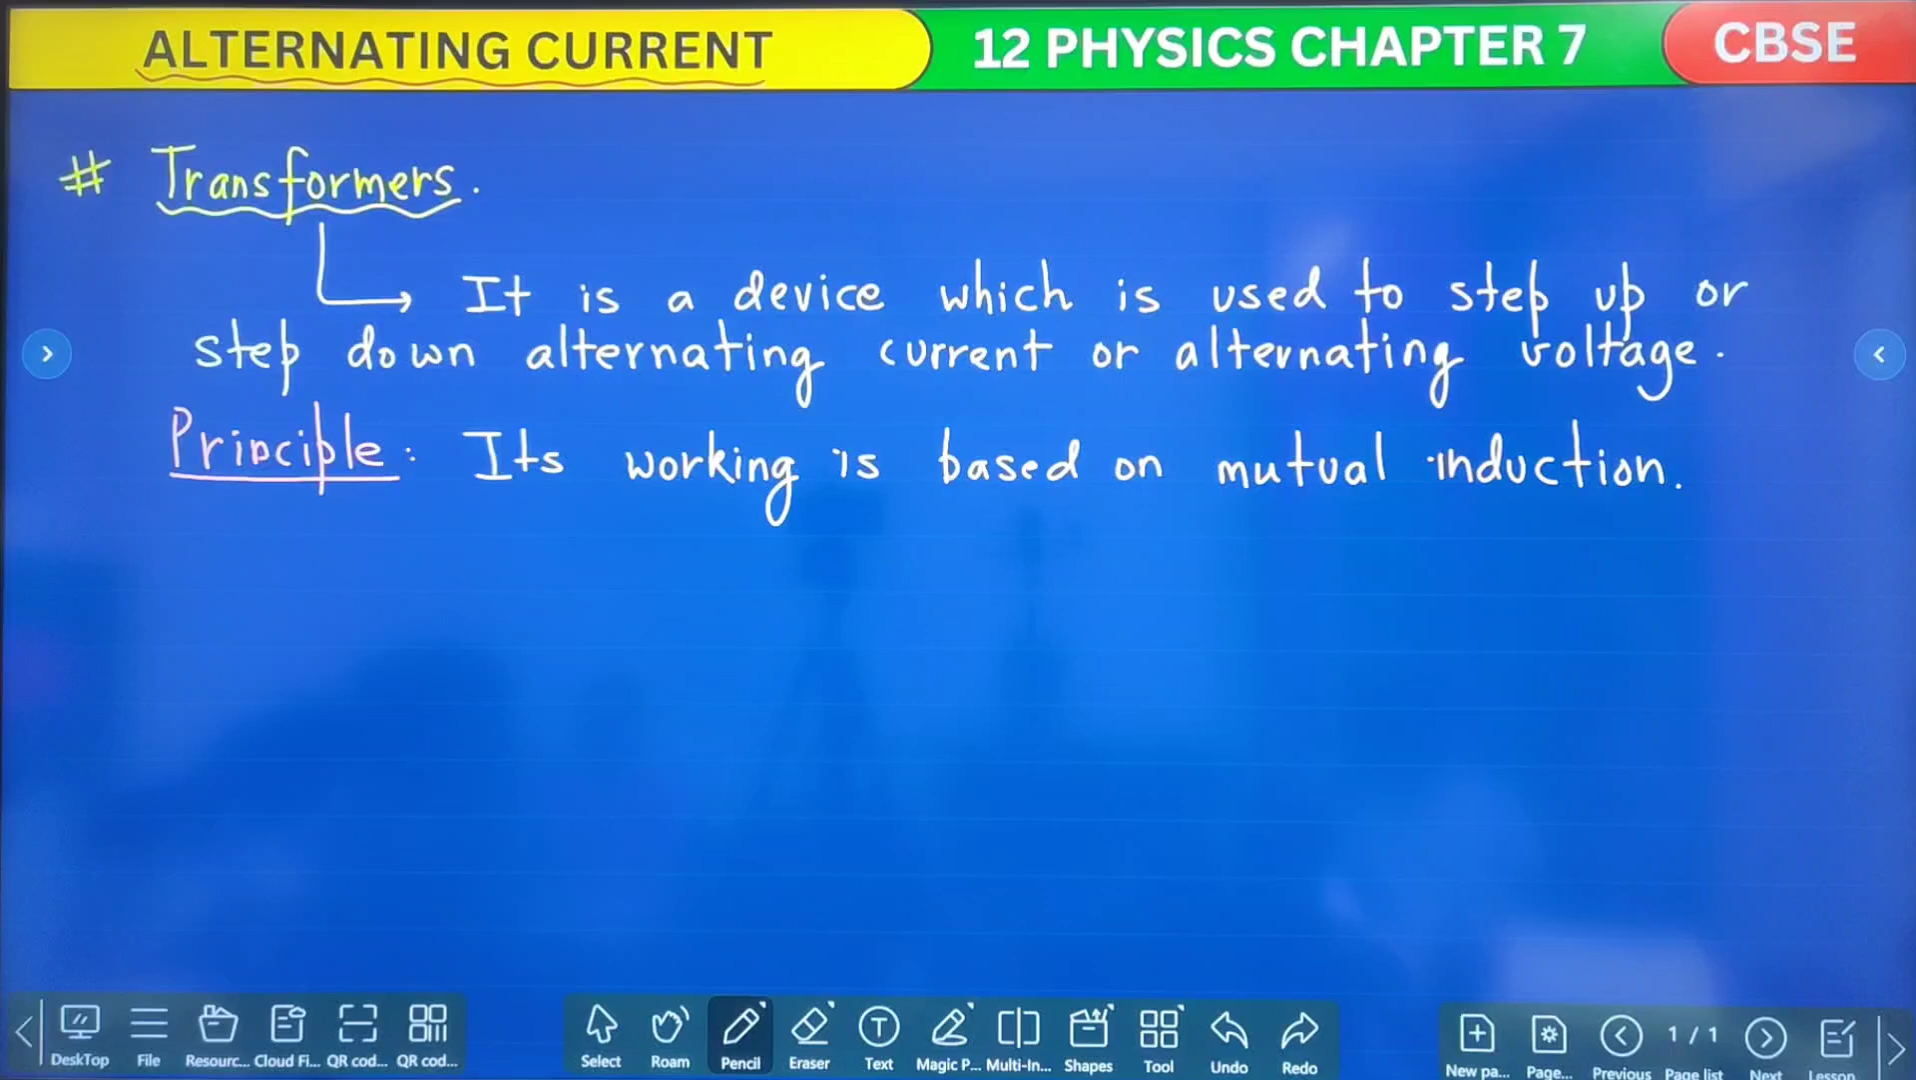 ALTERNATING CURRENT 12 PHYSICS CHAPTER 7 CBSE
# Transformers.
It is a device which is used to step up or
step down alternating current or alternating voltage.
Principle: Its working is based on mutual induction.
DeskTop File Resourc... Cloud Fi... QR cod... QR cod... Select Roam Pencil Eraser Text Magic P... Multi-In... Shapes Tool Undo Redo New pa... Page... Previous 1 / 1 Page list Next Lesson